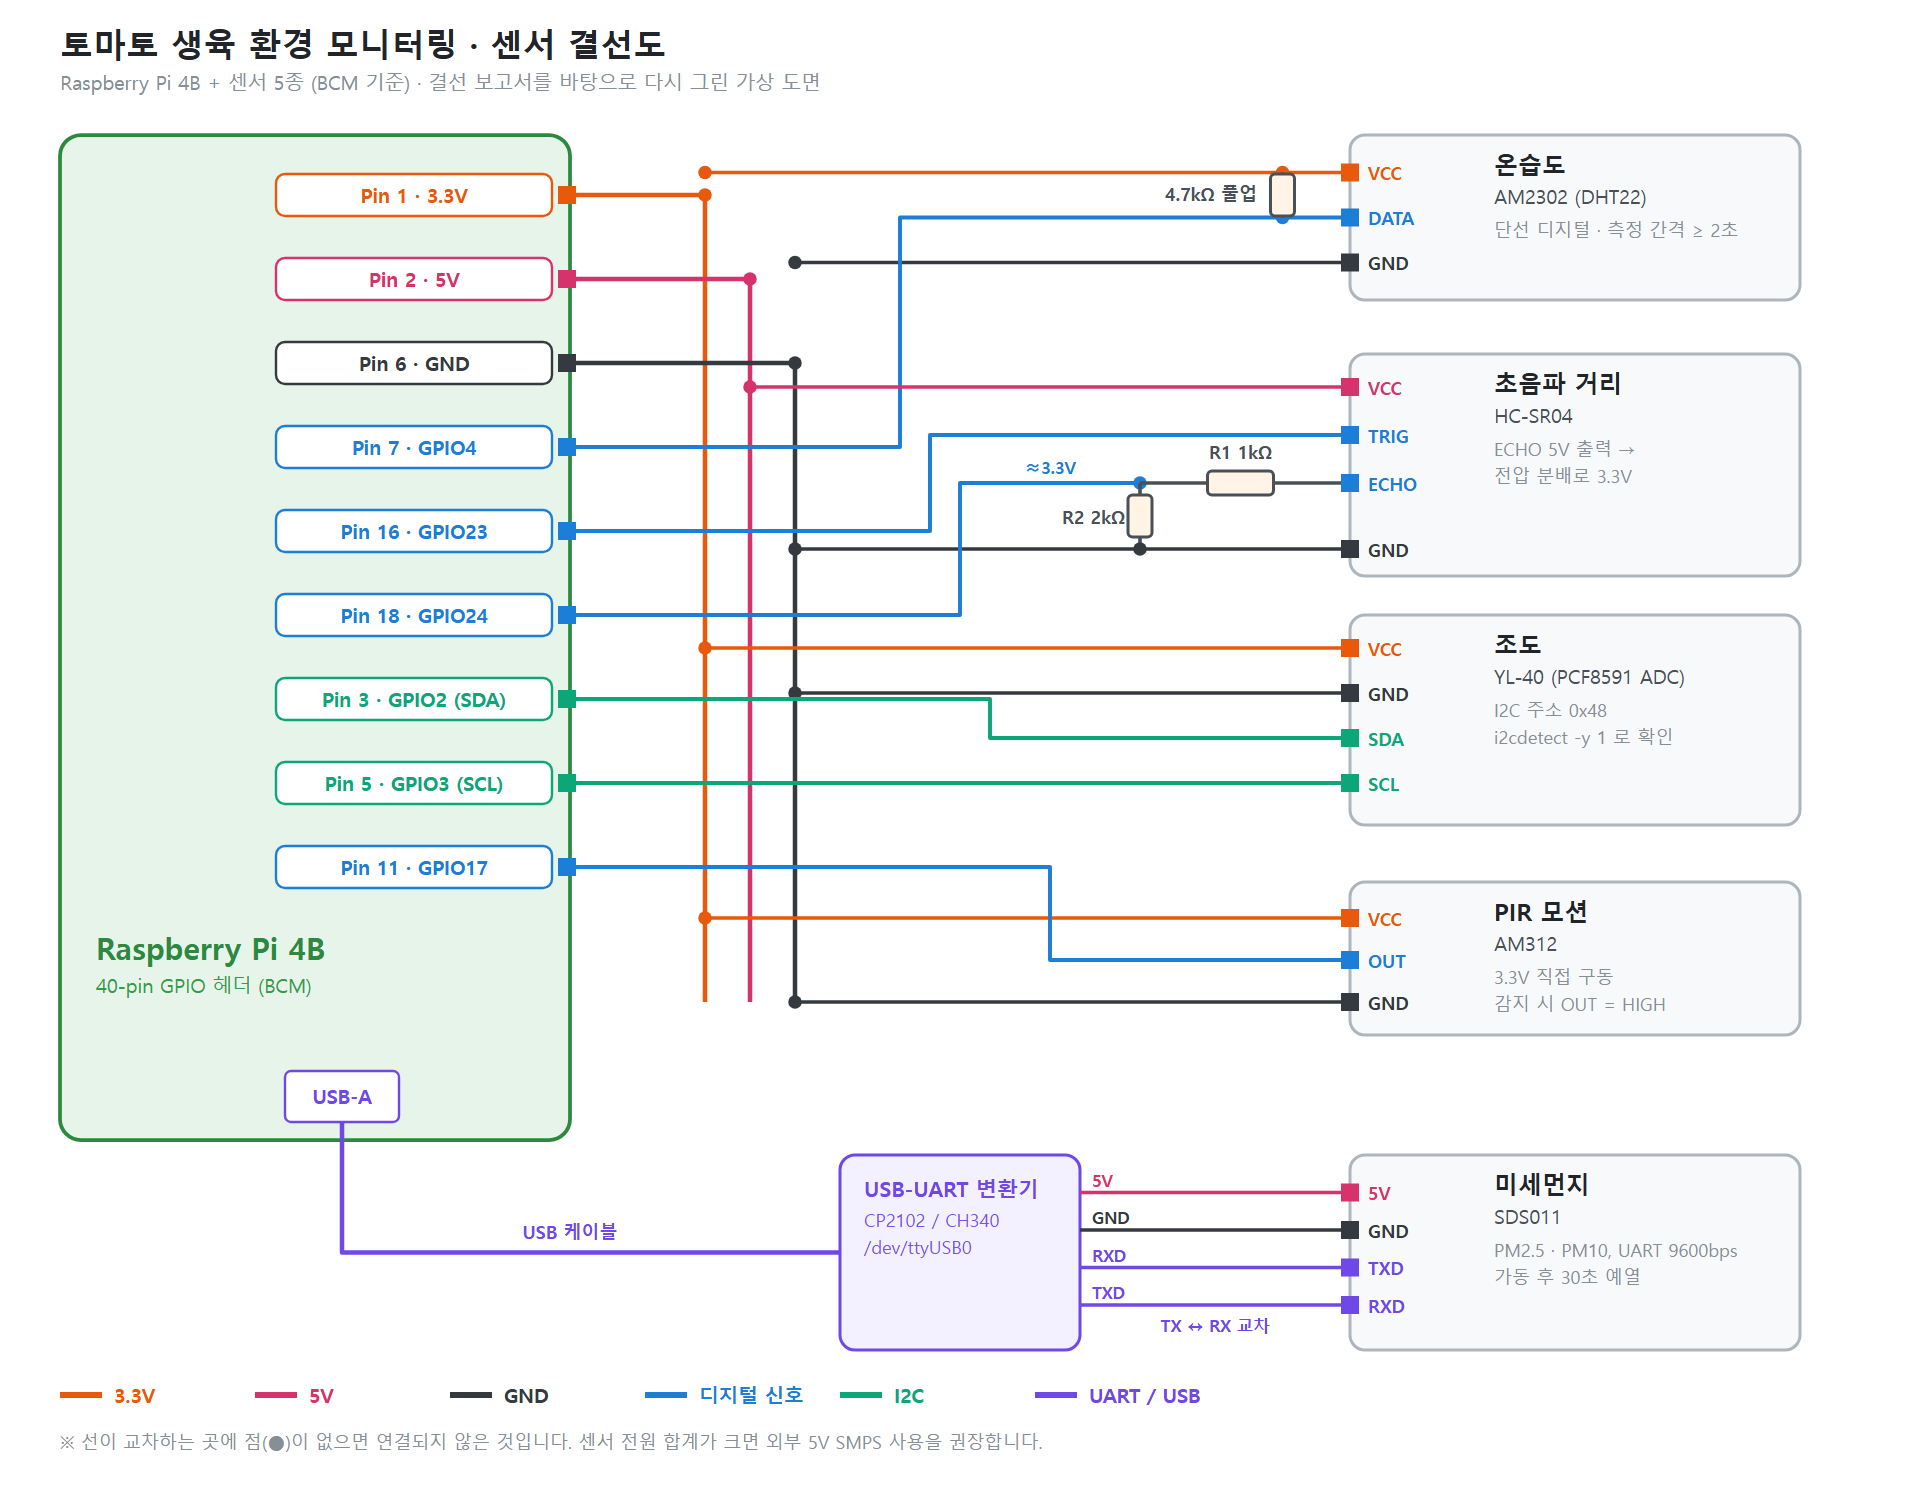 토마토 생육 환경 모니터링 · 센서 결선도
Raspberry Pi 4B + 센서 5종 (BCM 기준) · 결선 보고서를 바탕으로 다시 그린 가상 도면
Pin 1 · 3.3V
Pin 2 · 5V
Pin 6 · GND
Pin 7 · GPIO4
Pin 16 · GPIO23
Pin 18 · GPIO24
Pin 3 · GPIO2 (SDA)
Pin 5 · GPIO3 (SCL)
Pin 11 · GPIO17
Raspberry Pi 4B
40-pin GPIO 헤더 (BCM)
USB-A
USB 케이블
4.7kΩ 풀업
VCC
DATA
GND
온습도
AM2302 (DHT22)
단선 디지털 · 측정 간격 ≥ 2초
≈3.3V
R1 1kΩ
R2 2kΩ
VCC
TRIG
ECHO
GND
초음파 거리
HC-SR04
ECHO 5V 출력 →
전압 분배로 3.3V
VCC
GND
SDA
SCL
조도
YL-40 (PCF8591 ADC)
I2C 주소 0x48
i2cdetect -y 1 로 확인
VCC
OUT
GND
PIR 모션
AM312
3.3V 직접 구동
감지 시 OUT = HIGH
USB-UART 변환기
CP2102 / CH340
/dev/ttyUSB0
5V
GND
RXD
TXD
TX ↔ RX 교차
5V
GND
TXD
RXD
미세먼지
SDS011
PM2.5 · PM10, UART 9600bps
가동 후 30초 예열
3.3V
5V
GND
디지털 신호
I2C
UART / USB
※ 선이 교차하는 곳에 점(●)이 없으면 연결되지 않은 것입니다. 센서 전원 합계가 크면 외부 5V SMPS 사용을 권장합니다.